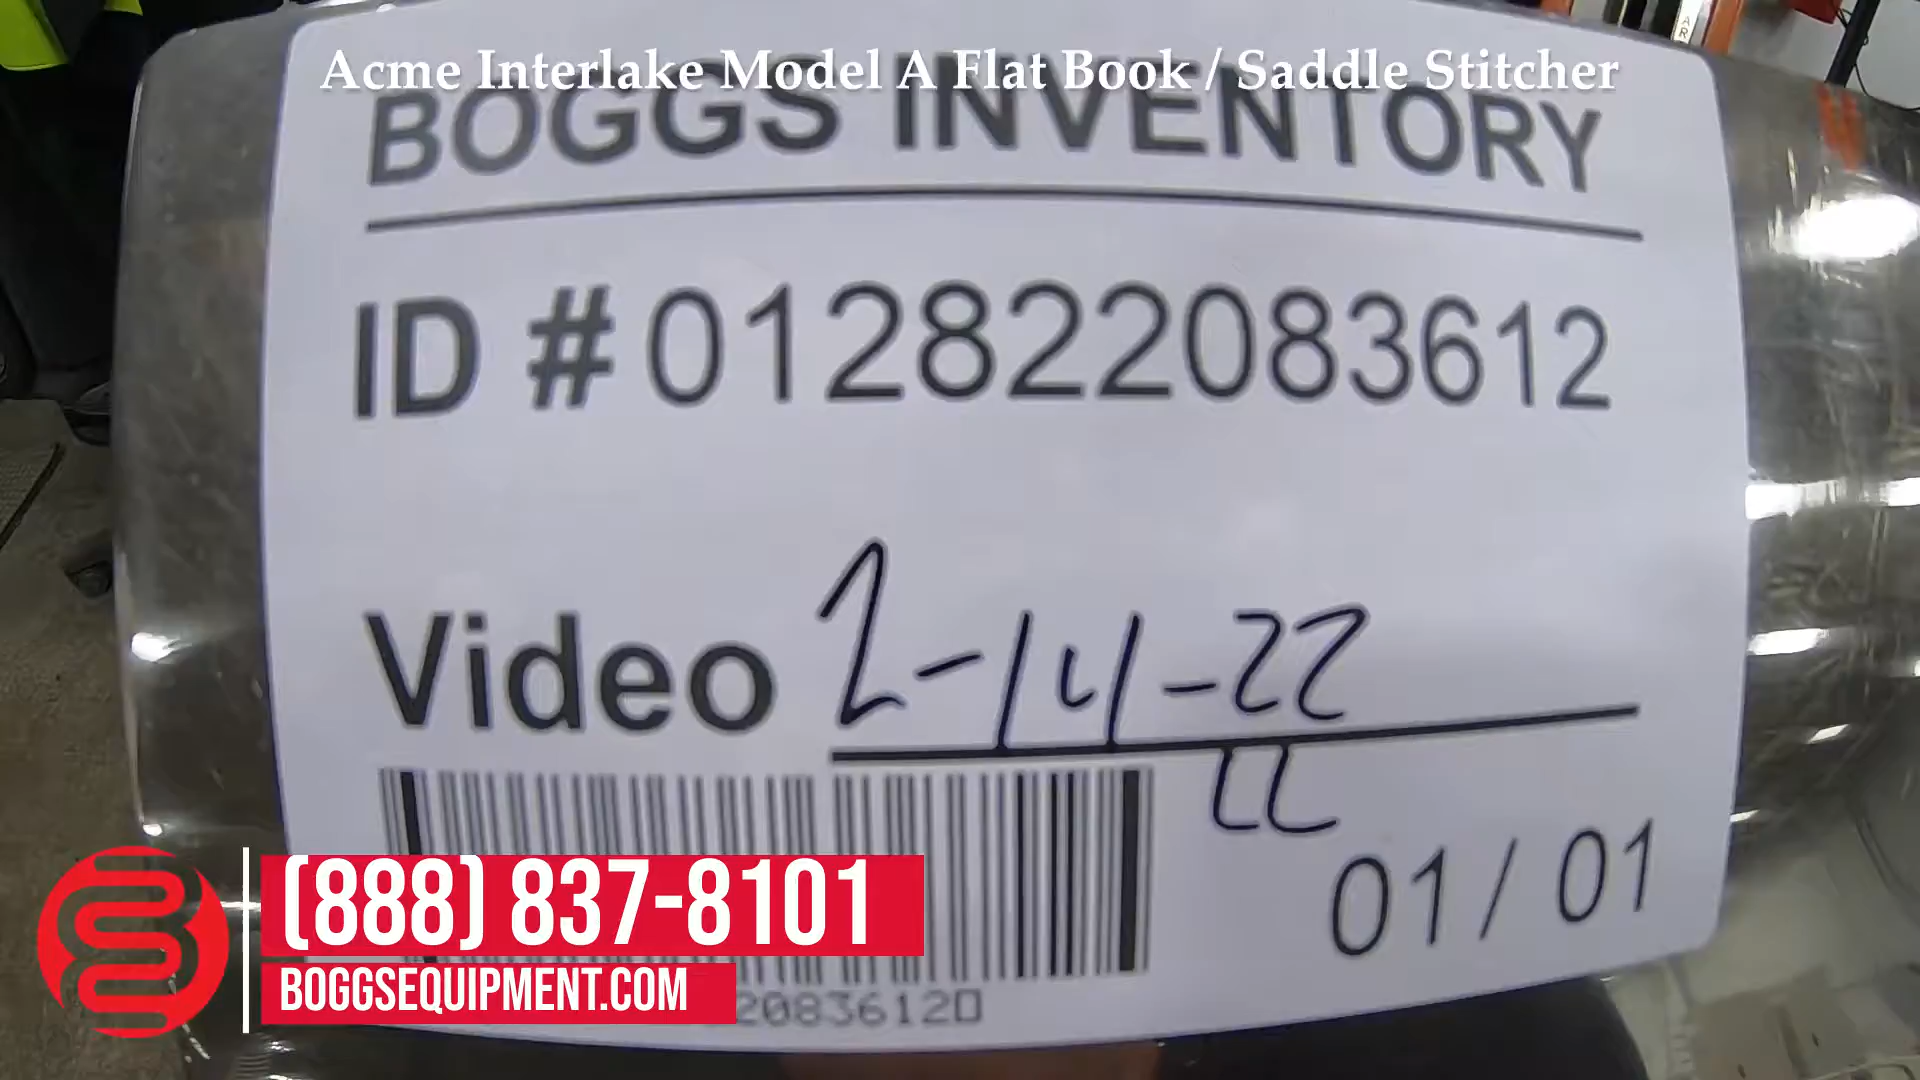 Acme Interlake Model A Flat Book / Saddle Stitcher
BOGGS INVENTORY
ID #012822083612
Video 2-14-22
22
01 / 01
(888) 837-8101
BOGGSEQUIPMENT.COM
2083612D